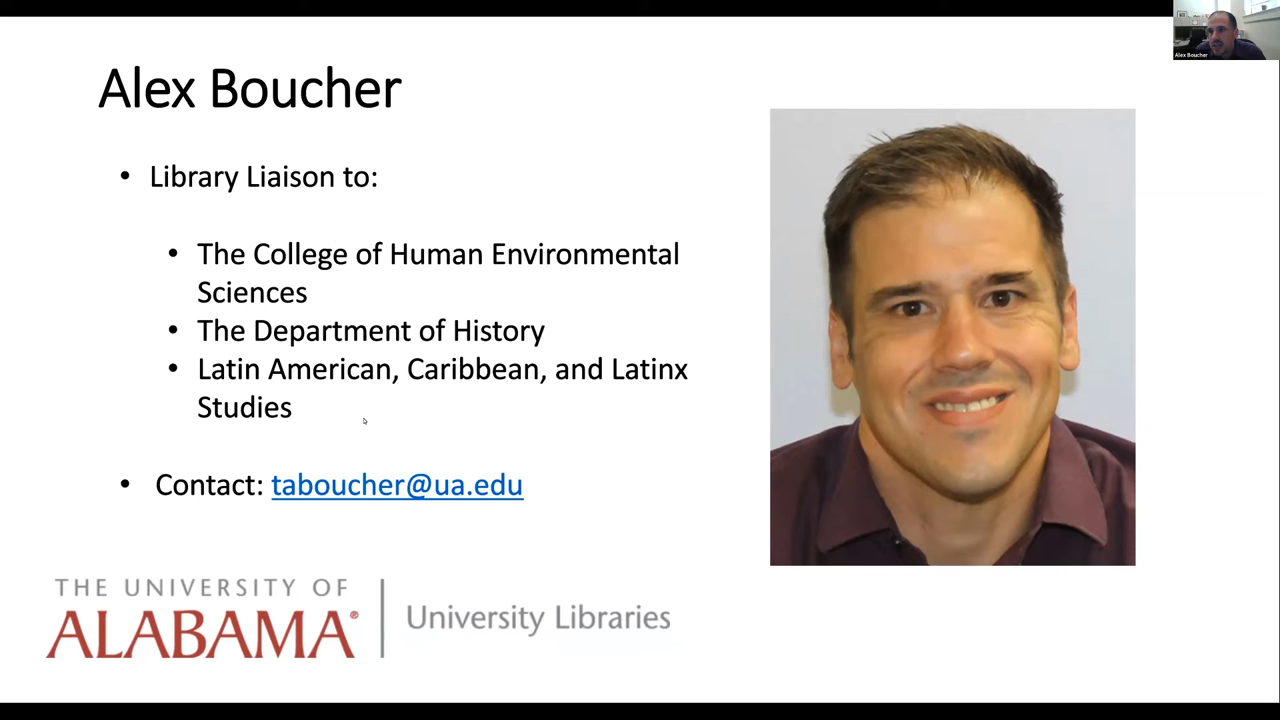 Alex Boucher
Alex Boucher
• Library Liaison to:
• The College of Human Environmental
Sciences
• The Department of History
• Latin American, Caribbean, and Latinx
Studies
• Contact: taboucher@ua.edu
THE UNIVERSITY OF
ALABAMA®
University Libraries